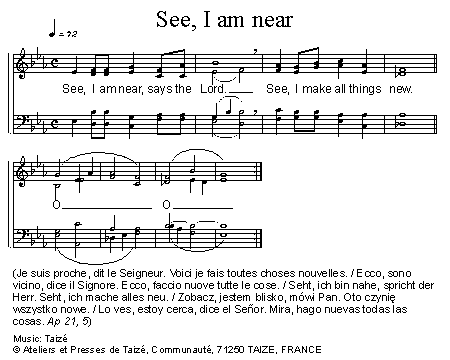 See, I am near
♩ = 72
See, I am near, says the Lord. See, I make all things new.
O O
(Je suis proche, dit le Seigneur. Voici je fais toutes choses nouvelles. / Ecco, sono
vicino, dice il Signore. Ecco, faccio nuove tutte le cose. / Seht, ich bin nahe, spricht der
Herr. Seht, ich mache alles neu. / Zobacz, jestem blisko, mówi Pan. Oto czynię
wszystko nowe. / Lo ves, estoy cerca, dice el Señor. Mira, hago nuevas todas las
cosas. Ap 21, 5)
Music: Taizé
© Ateliers et Presses de Taizé, Communauté, 71250 TAIZE, FRANCE